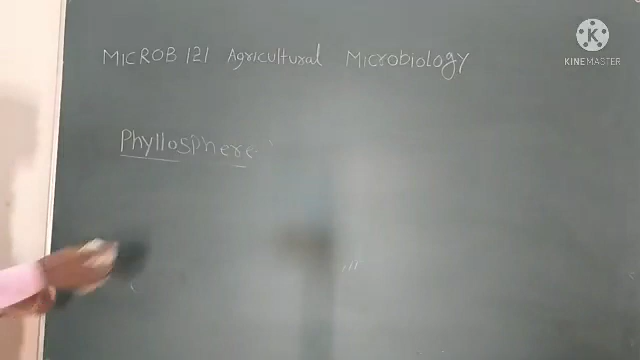 MICROB 121 Agricultural Microbiology
K
KINEMASTER
Phyllosphere